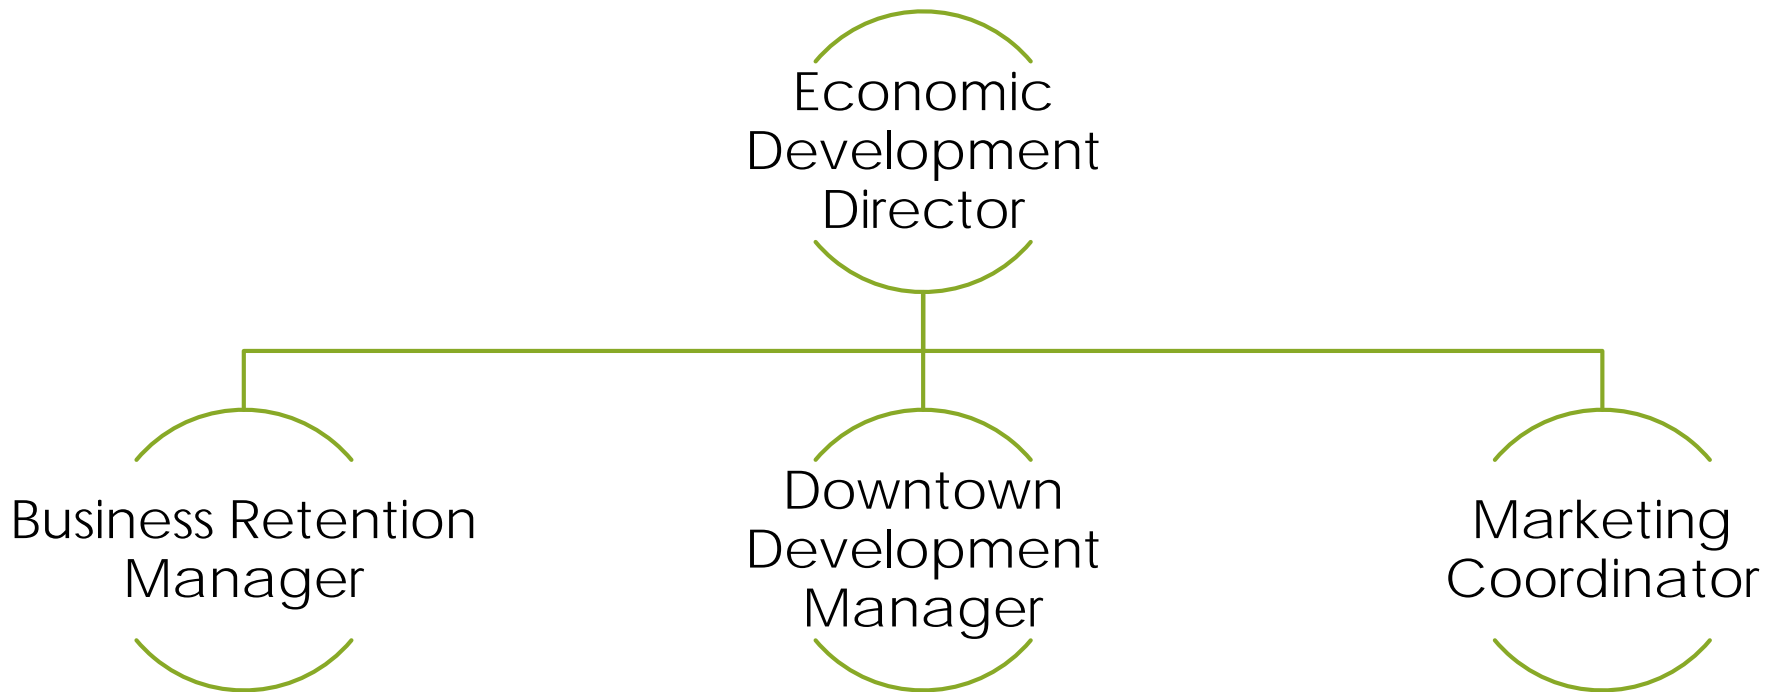 Economic
Development
Director
Business Retention
Manager
Downtown
Development
Manager
Marketing
Coordinator